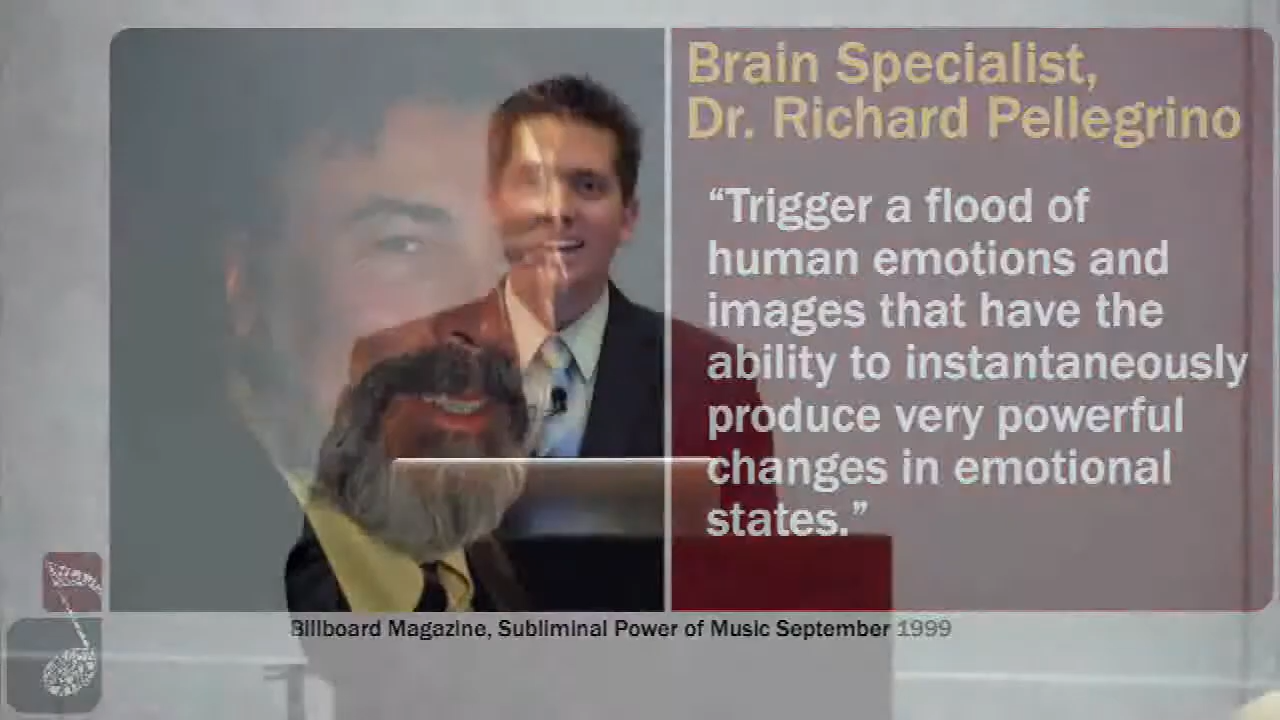 Brain Specialist,
Dr. Richard Pellegrino
“Trigger a flood of
human emotions and
images that have the
ability to instantaneously
produce very powerful
changes in emotional
states.”
Billboard Magazine, Subliminal Power of Music September 1999